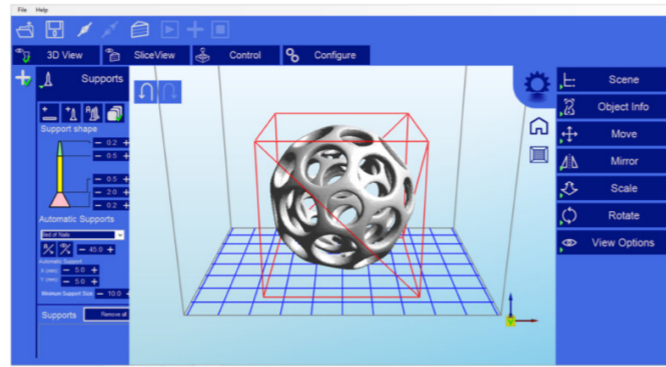 File Help
3D View SliceView Control Configure
Supports
Support shape
0.2
0.5
0.5
2.0
0.2
Automatic Supports
Bed of Nails
45.0
Automatic Support
X (mm) 5.0
Y (mm) 5.0
Minimum Support Size 10.0
Supports Remove all
Scene
Object Info
Move
Mirror
Scale
Rotate
View Options